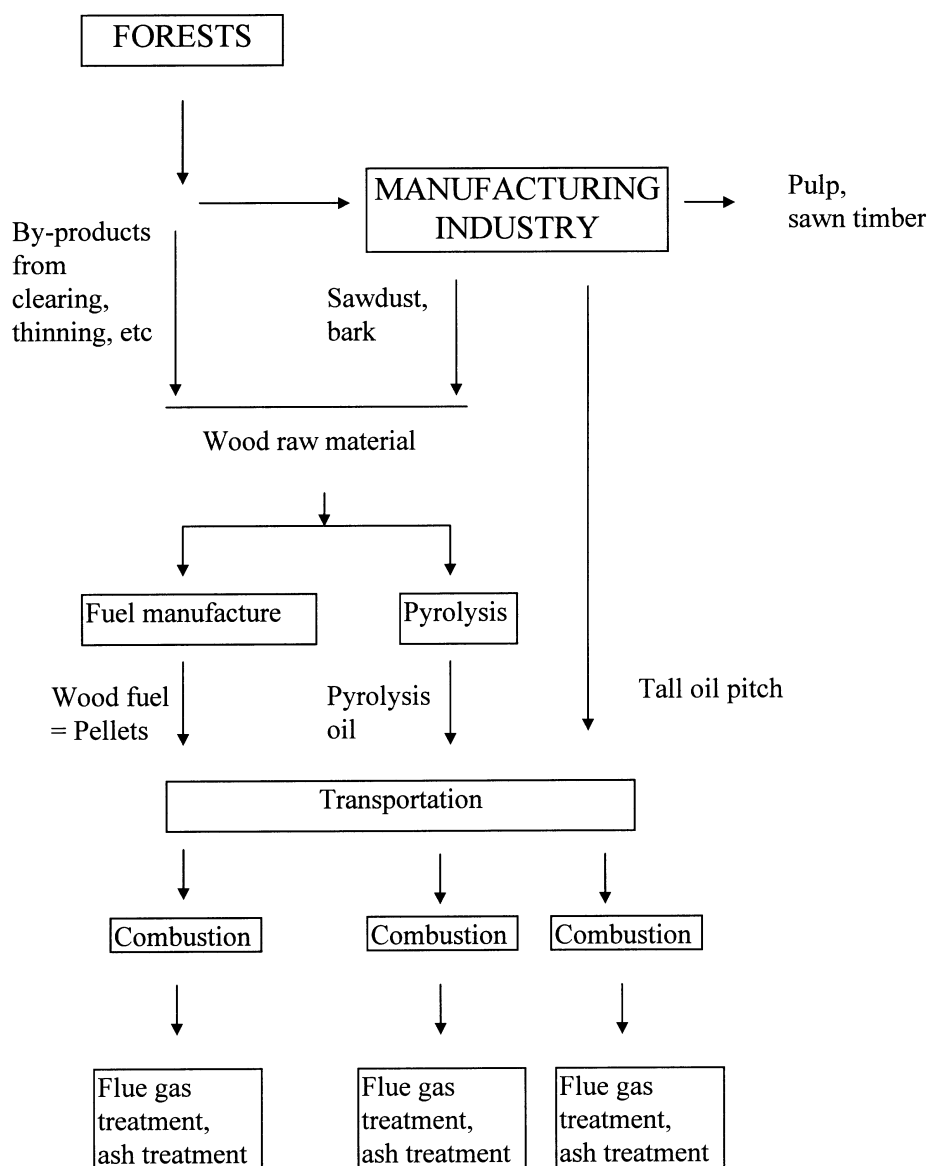 FORESTS
MANUFACTURING
INDUSTRY
Pulp,
sawn timber
By-products
from
clearing,
thinning, etc
Sawdust,
bark
Wood raw material
Fuel manufacture
Pyrolysis
Wood fuel
= Pellets
Pyrolysis
oil
Tall oil pitch
Transportation
Combustion
Combustion
Combustion
Flue gas
treatment,
ash treatment
Flue gas
treatment,
ash treatment
Flue gas
treatment,
ash treatment